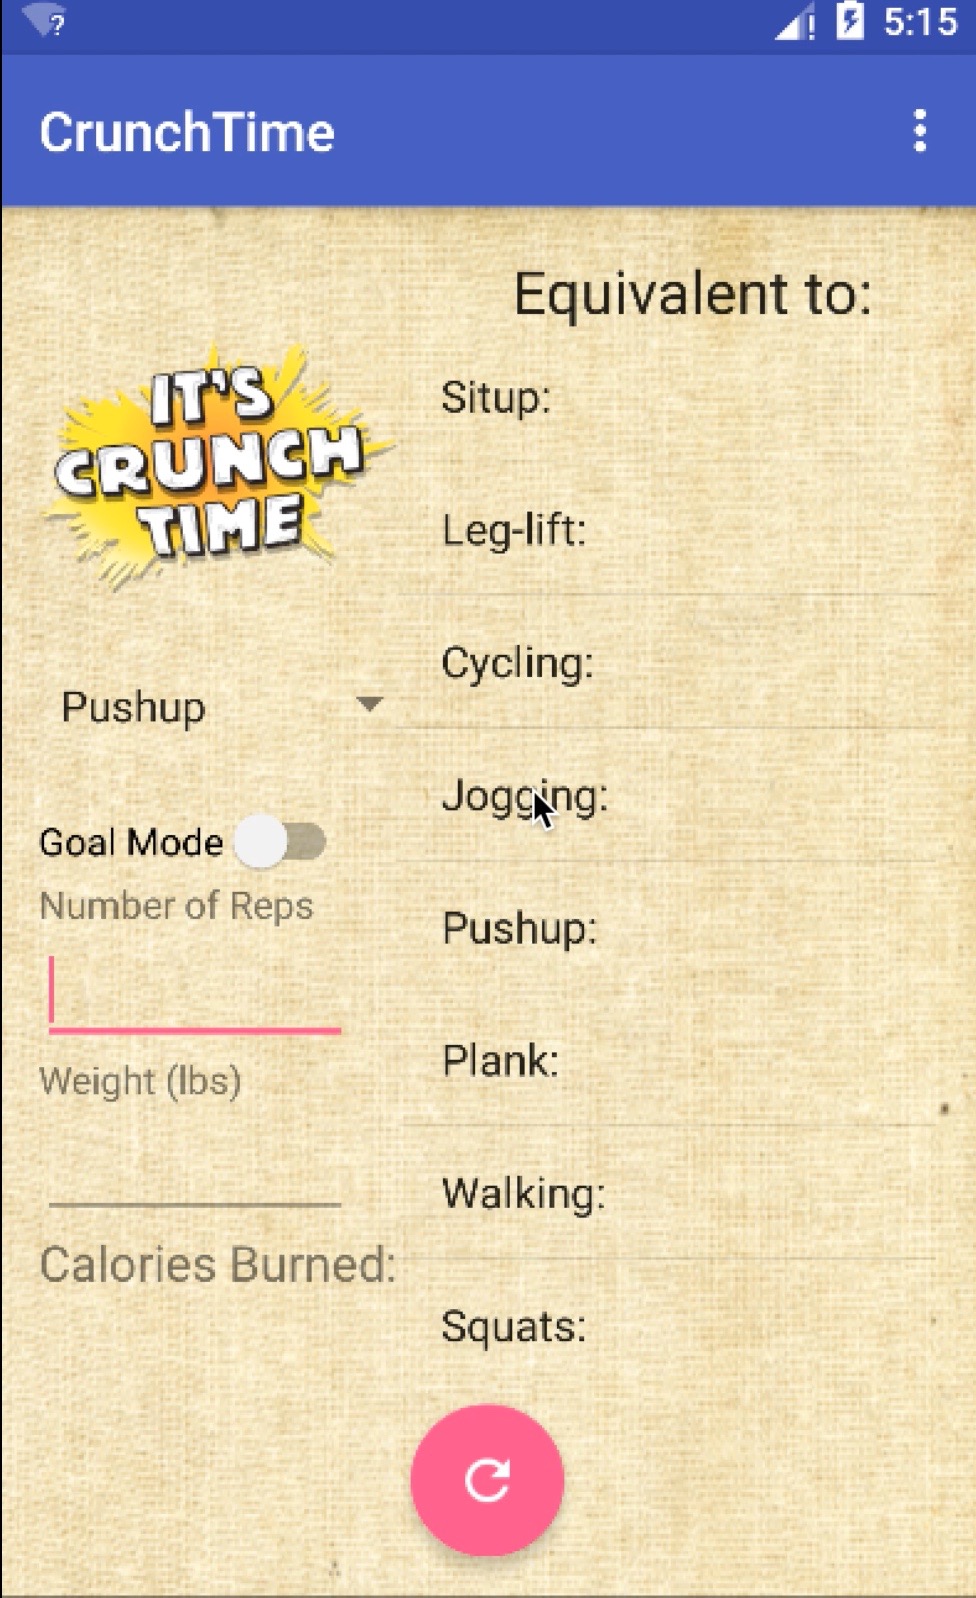 5:15
CrunchTime
IT'S
CRUNCH
TIME
Pushup
Goal Mode
Number of Reps
Weight (lbs)
Calories Burned:
Equivalent to:
Situp:
Leg-lift:
Cycling:
Jogging:
Pushup:
Plank:
Walking:
Squats: